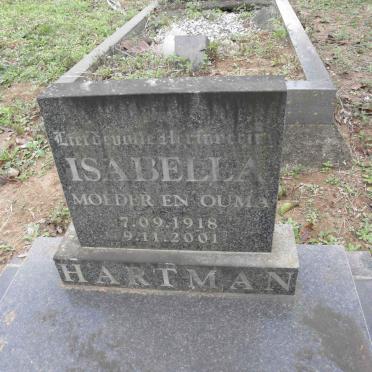 Liefdevolle Herinnering
ISABELLA
MOEDER EN OUMA
7.09.1918
9.11.2001
HARTMAN